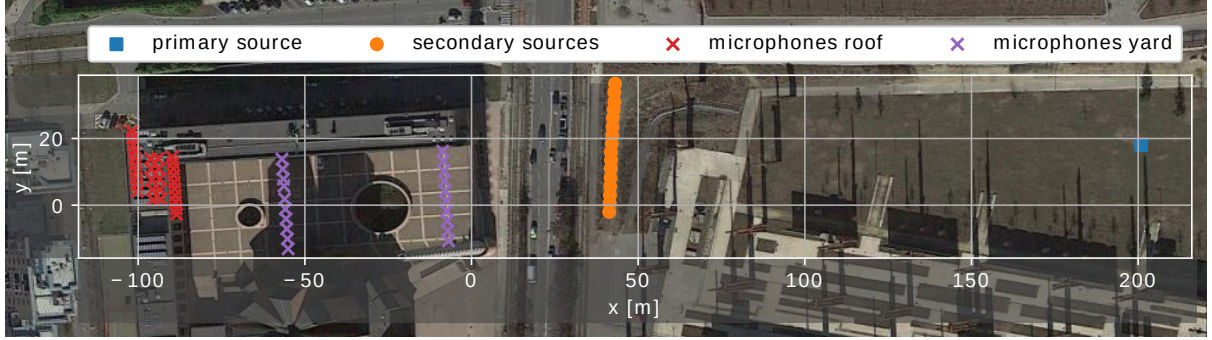 primary source secondary sources microphones roof microphones yard
20
0
y [m]
−100 −50 0 50 100 150 200
x [m]